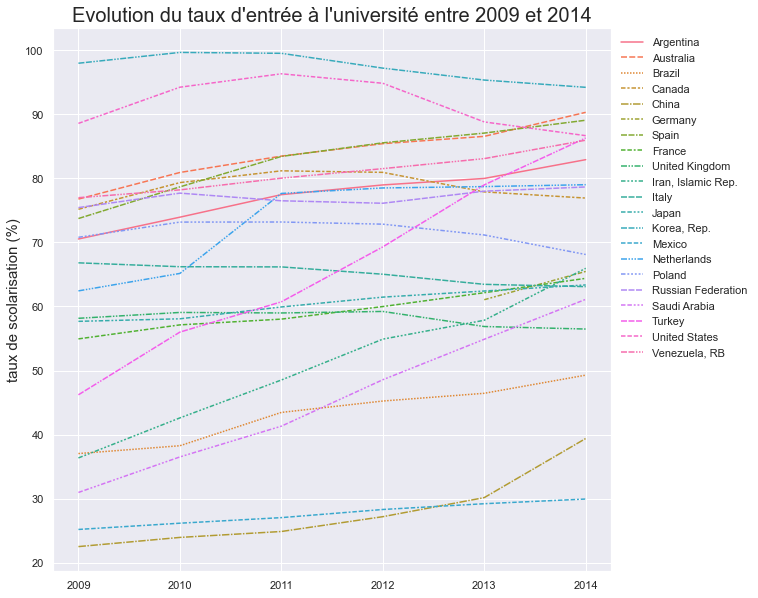 Evolution du taux d'entrée à l'université entre 2009 et 2014
taux de scolarisation (%)
100
90
80
70
60
50
40
30
20
2009 2010 2011 2012 2013 2014
Argentina
Australia
Brazil
Canada
China
Germany
Spain
France
United Kingdom
Iran, Islamic Rep.
Italy
Japan
Korea, Rep.
Mexico
Netherlands
Poland
Russian Federation
Saudi Arabia
Turkey
United States
Venezuela, RB